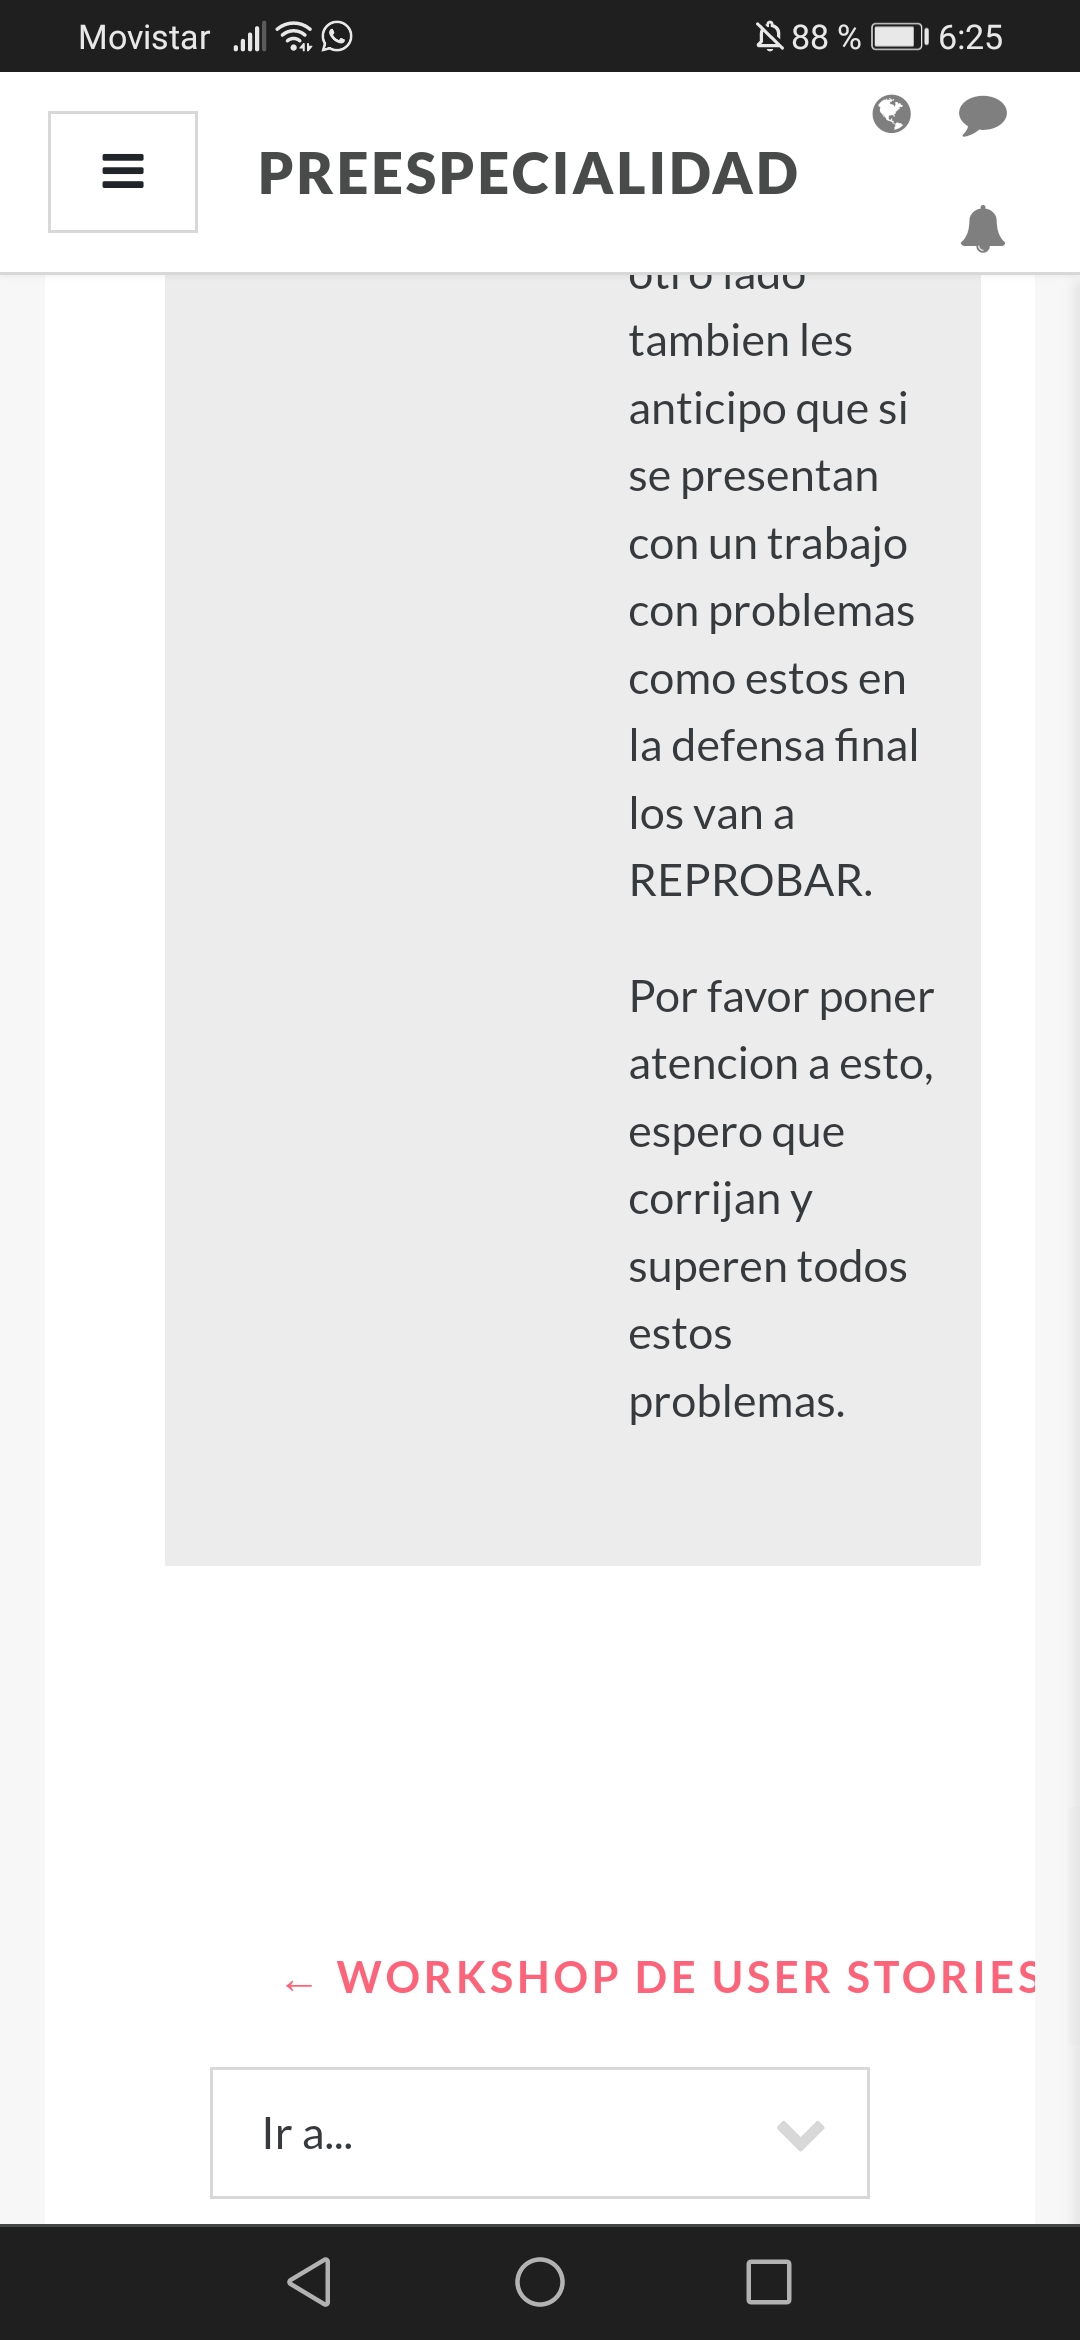 Movistar 88 % 6:25
PREESPECIALIDAD
otro lado
tambien les
anticipo que si
se presentan
con un trabajo
con problemas
como estos en
la defensa final
los van a
REPROBAR.
Por favor poner
atencion a esto,
espero que
corrijan y
superen todos
estos
problemas.
← WORKSHOP DE USER STORIES
Ir a...